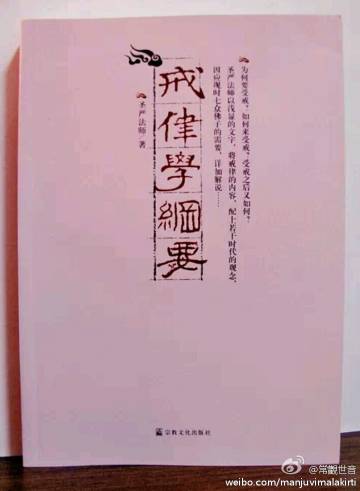 为何要受戒,如何来受戒,受戒之后又如何?
圣严法师以浅显的文字,将戒律的内容,配上若干时代的观念,
因应现时七众佛子的需要,详加解说……
戒律學綱要
圣严法师/著
宗教文化出版社
@常觀世音
weibo.com/manjuvimalakirti